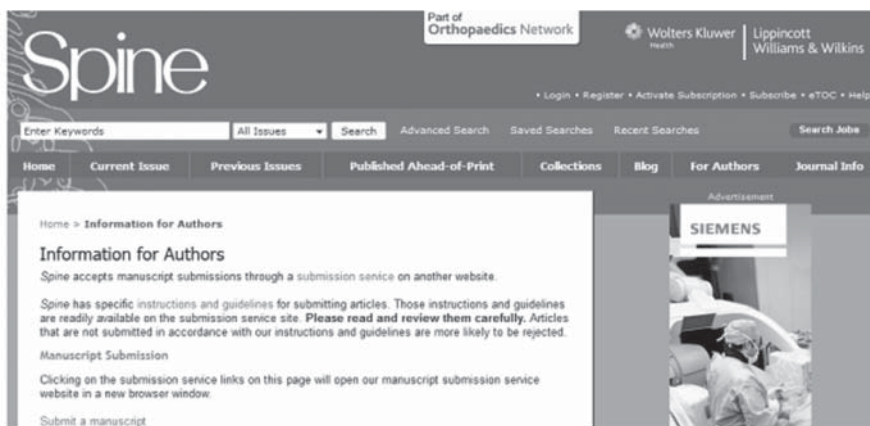 Part of
Orthopaedics Network
Spine
Wolters Kluwer
Health
Lippincott
Williams & Wilkins
• Login • Register • Activate Subscription • Subscribe • eTOC • Help
Enter Keywords All Issues Search Advanced Search Saved Searches Recent Searches Search Jobs
Home Current Issue Previous Issues Published Ahead-of-Print Collections Blog For Authors Journal Info
Advertisement
SIEMENS
Home > Information for Authors
Information for Authors
Spine accepts manuscript submissions through a submission service on another website.
Spine has specific instructions and guidelines for submitting articles. Those instructions and guidelines
are readily available on the submission service site. Please read and review them carefully. Articles
that are not submitted in accordance with our instructions and guidelines are more likely to be rejected.
Manuscript Submission
Clicking on the submission service links on this page will open our manuscript submission service
website in a new browser window.
Submit a manuscript